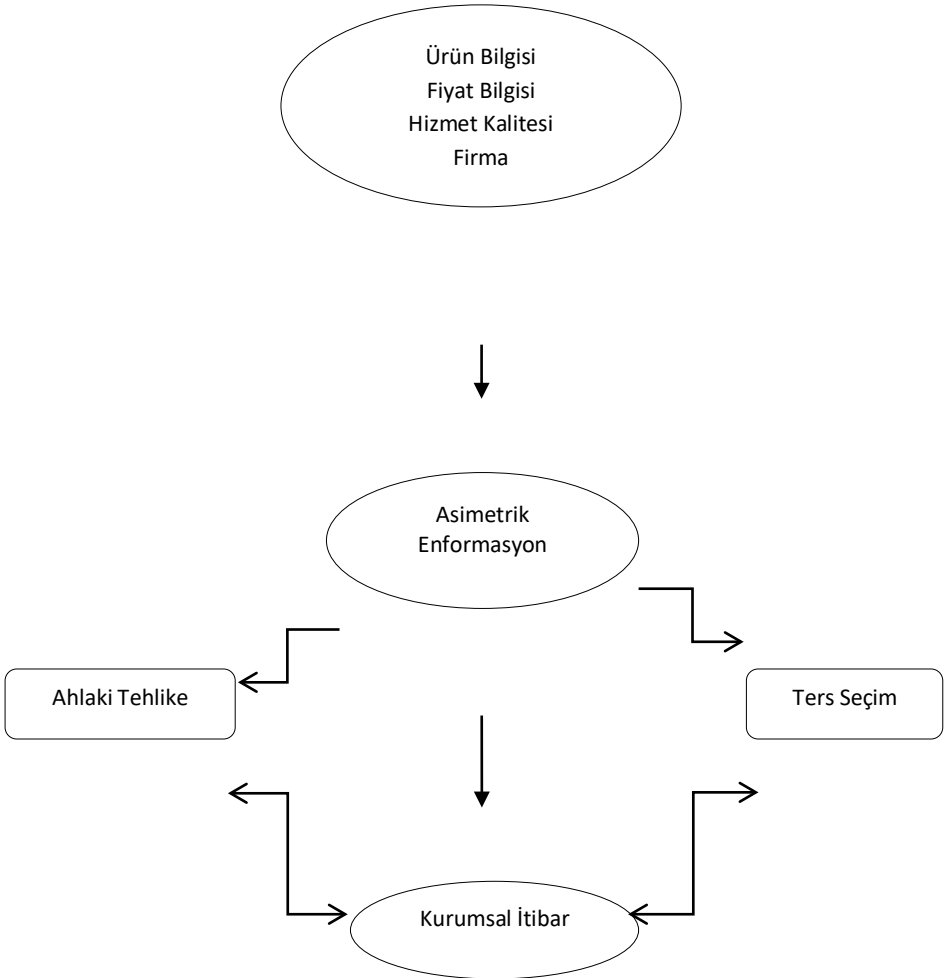 Ürün Bilgisi
Fiyat Bilgisi
Hizmet Kalitesi
Firma
Asimetrik
Enformasyon
Ahlaki Tehlike
Ters Seçim
Kurumsal İtibar